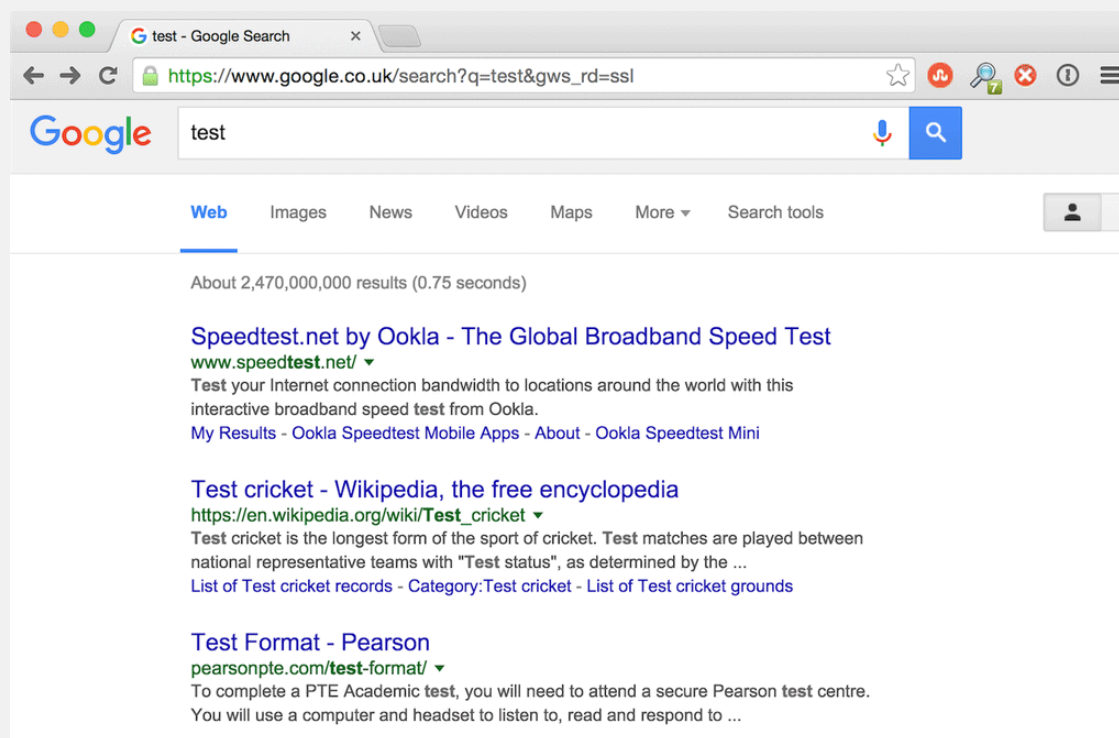 test - Google Search
https://www.google.co.uk/search?q=test&gws_rd=ssl
7
Google
test
Web Images News Videos Maps More Search tools
About 2,470,000,000 results (0.75 seconds)
Speedtest.net by Ookla - The Global Broadband Speed Test
www.speedtest.net/
Test your Internet connection bandwidth to locations around the world with this
interactive broadband speed test from Ookla.
My Results - Ookla Speedtest Mobile Apps - About - Ookla Speedtest Mini
Test cricket - Wikipedia, the free encyclopedia
https://en.wikipedia.org/wiki/Test_cricket
Test cricket is the longest form of the sport of cricket. Test matches are played between
national representative teams with "Test status", as determined by the ...
List of Test cricket records - Category:Test cricket - List of Test cricket grounds
Test Format - Pearson
pearsonpte.com/test-format/
To complete a PTE Academic test, you will need to attend a secure Pearson test centre.
You will use a computer and headset to listen to, read and respond to ...